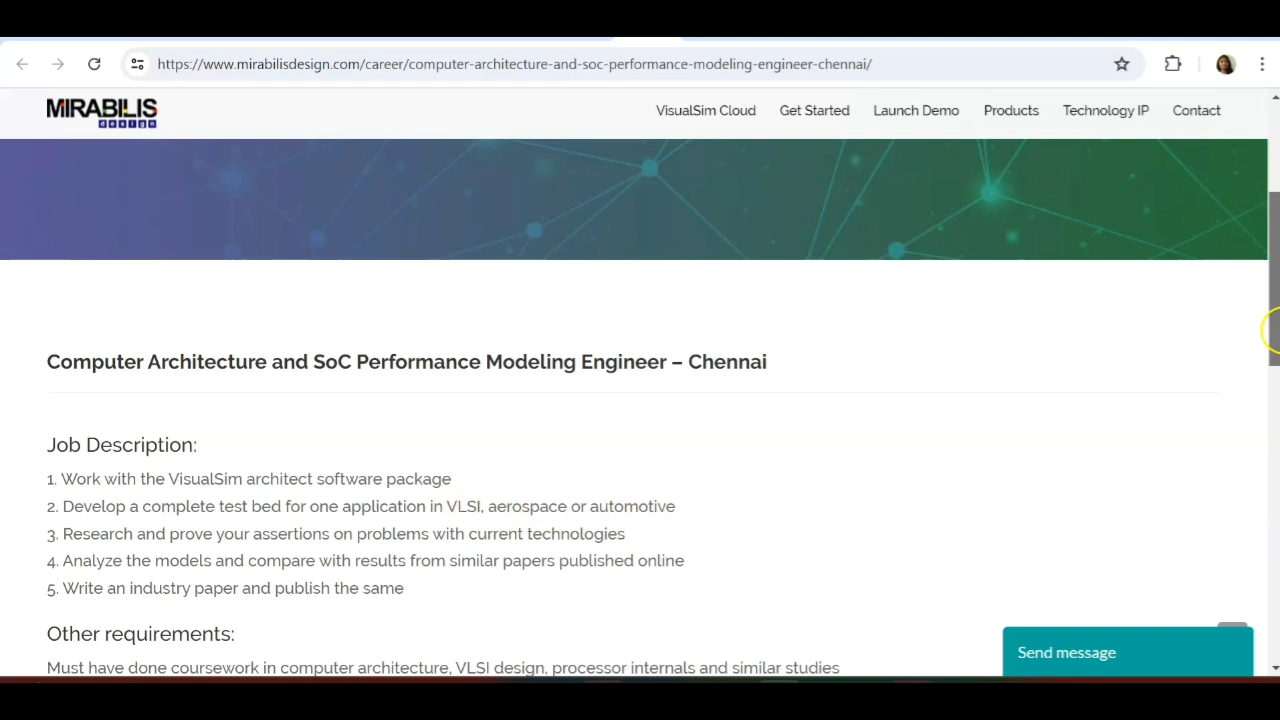 https://www.mirabilisdesign.com/career/computer-architecture-and-soc-performance-modeling-engineer-chennai/
MIRABILIS
design
VisualSim Cloud Get Started Launch Demo Products Technology IP Contact
Computer Architecture and SoC Performance Modeling Engineer – Chennai
Job Description:
1. Work with the VisualSim architect software package
2. Develop a complete test bed for one application in VLSI, aerospace or automotive
3. Research and prove your assertions on problems with current technologies
4. Analyze the models and compare with results from similar papers published online
5. Write an industry paper and publish the same
Other requirements:
Must have done coursework in computer architecture, VLSI design, processor internals and similar studies
Send message